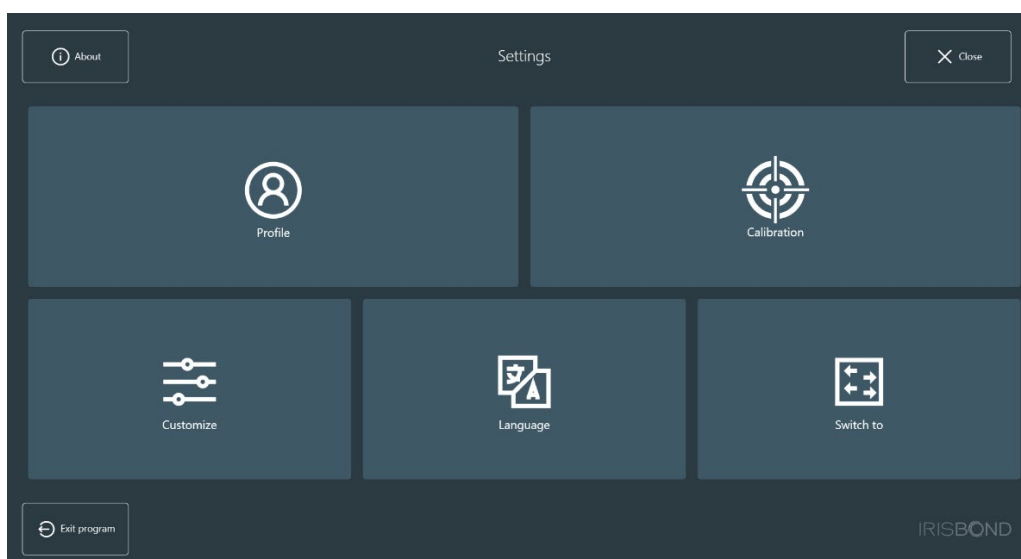 About
Settings
Close
Profile
Calibration
Customize
Language
Switch to
Exit program
IRISBOND